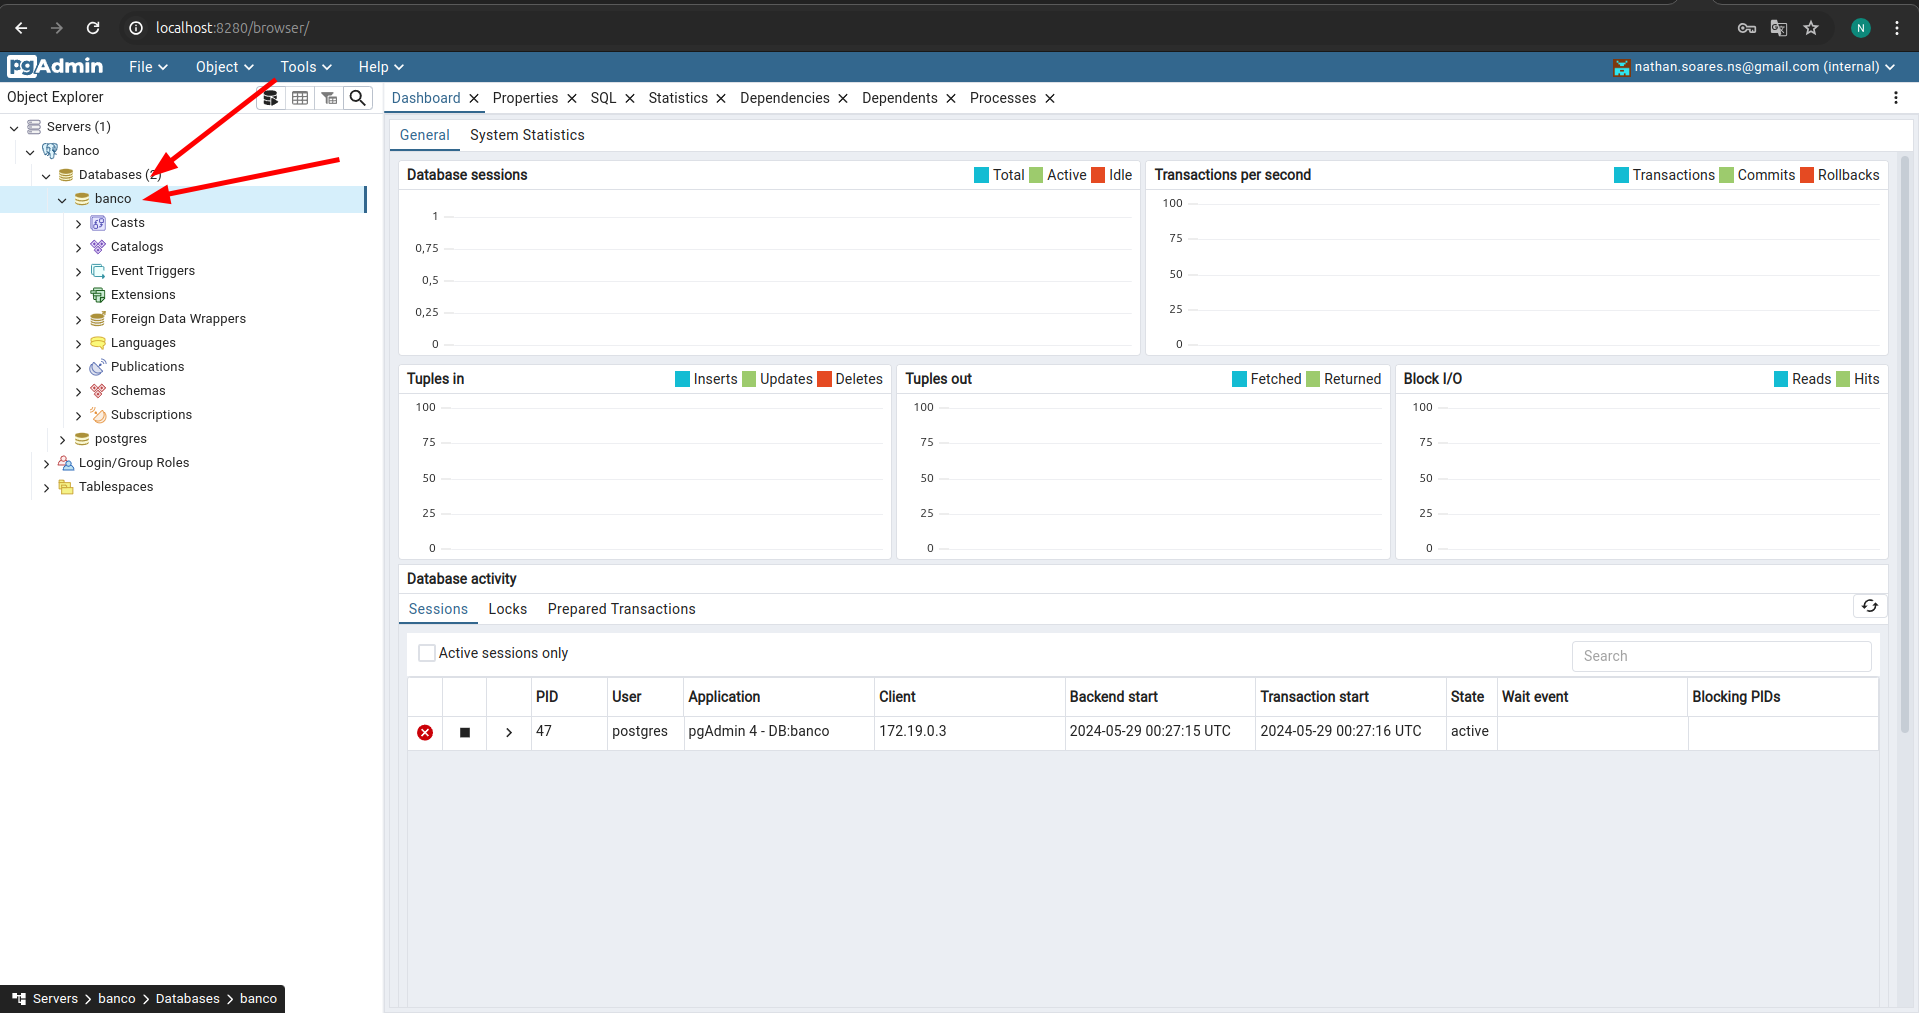 localhost:8280/browser/
N
pgAdmin File Object Tools Help nathan.soares.ns@gmail.com (internal)
Object Explorer
Servers (1)
banco
Databases (2)
banco
Casts
Catalogs
Event Triggers
Extensions
Foreign Data Wrappers
Languages
Publications
Schemas
Subscriptions
postgres
Login/Group Roles
Tablespaces
Dashboard Properties SQL Statistics Dependencies Dependents Processes
General System Statistics
Database sessions Total Active Idle
1
0,75
0,5
0,25
0
Transactions per second Transactions Commits Rollbacks
100
75
50
25
0
Tuples in Inserts Updates Deletes
100
75
50
25
0
Tuples out Fetched Returned
100
75
50
25
0
Block I/O Reads Hits
100
75
50
25
0
Database activity
Sessions Locks Prepared Transactions
Active sessions only Search
PID User Application Client Backend start Transaction start State Wait event Blocking PIDs
47 postgres pgAdmin 4 - DB:banco 172.19.0.3 2024-05-29 00:27:15 UTC 2024-05-29 00:27:16 UTC active
Servers banco Databases banco